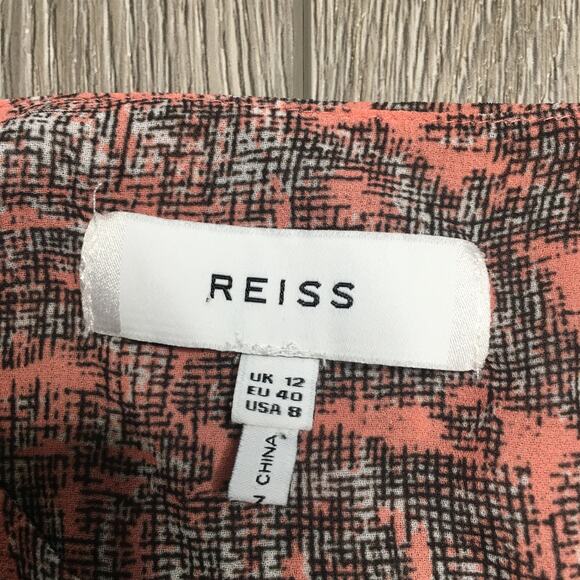 REISS
UK 12
EU 40
USA 8
N CHINA